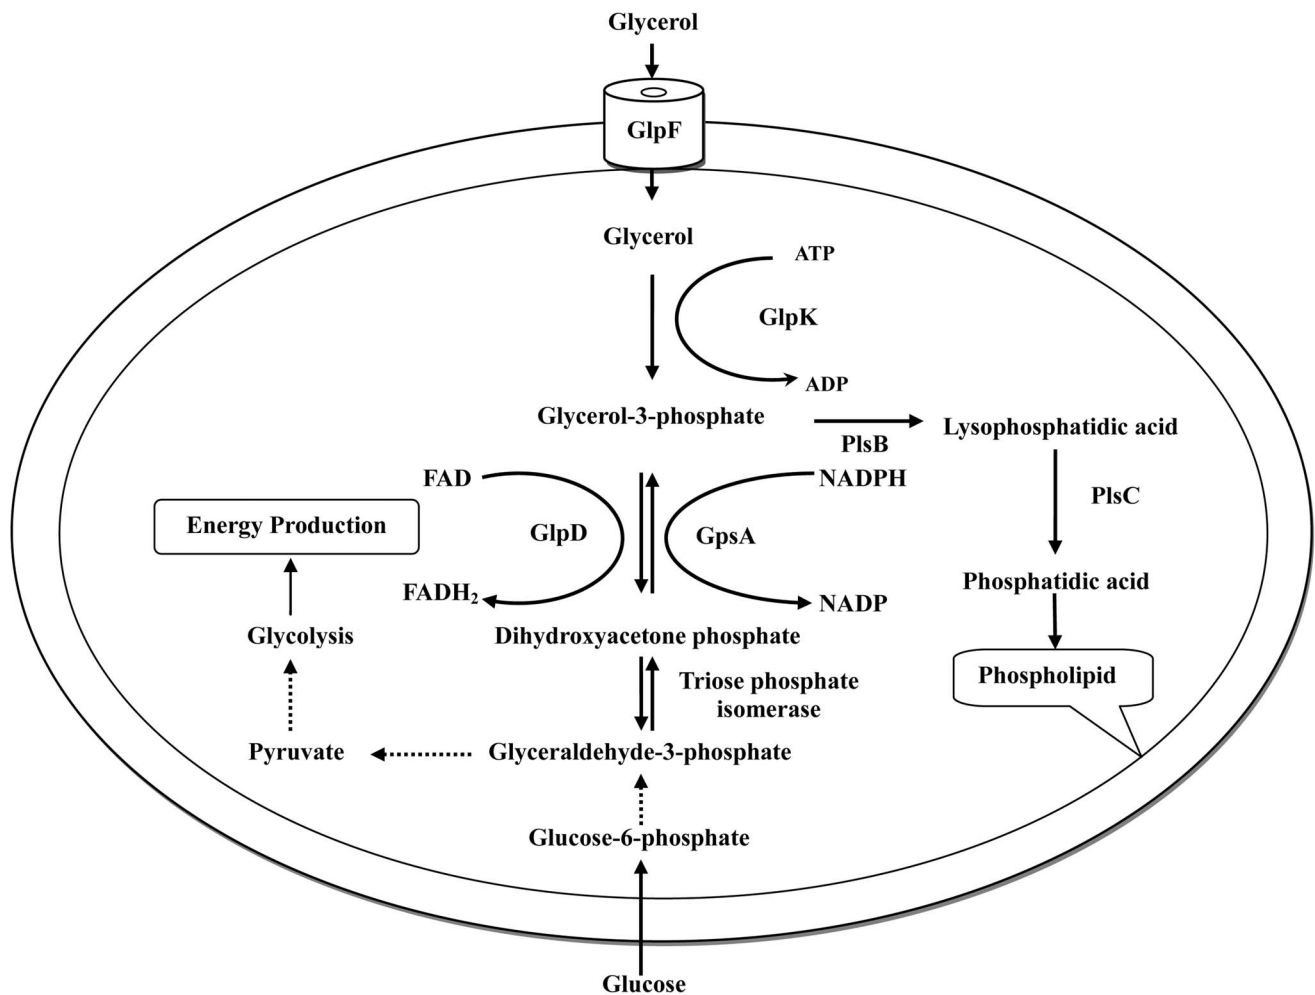 Glycerol
GlpF
Glycerol
ATP
GlpK
ADP
Glycerol-3-phosphate
PlsB
Lysophosphatidic acid
FAD
NADPH
PlsC
Energy Production
GlpD
GpsA
FADH₂
NADP
Phosphatidic acid
Glycolysis
Dihydroxyacetone phosphate
Phospholipid
Triose phosphate
isomerase
Pyruvate
Glyceraldehyde-3-phosphate
Glucose-6-phosphate
Glucose